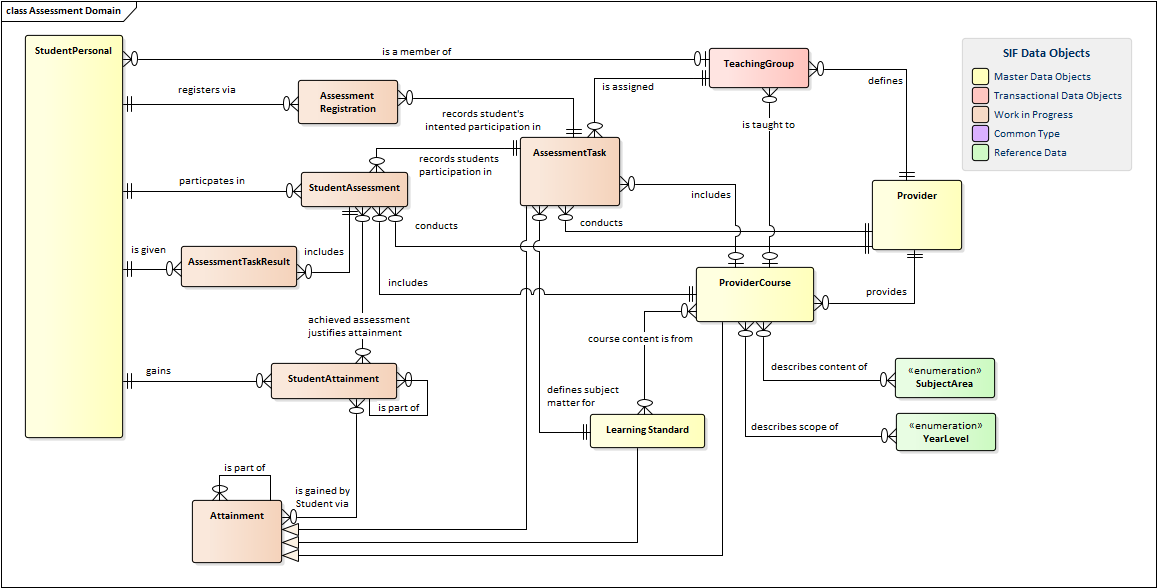 class Assessment Domain
StudentPersonal
is a member of
TeachingGroup
SIF Data Objects
Master Data Objects
Transactional Data Objects
Work in Progress
Common Type
Reference Data
registers via
Assessment
Registration
is assigned
defines
records student's
intented participation in
is taught to
AssessmentTask
records students
participation in
particpates in
StudentAssessment
includes
Provider
conducts
conducts
is given
AssessmentTaskResult
includes
includes
ProviderCourse
provides
achieved assessment
justifies attainment
course content is from
gains
StudentAttainment
is part of
describes content of
«enumeration»
SubjectArea
defines subject
matter for
Learning Standard
describes scope of
«enumeration»
YearLevel
is part of
is gained by
Student via
Attainment